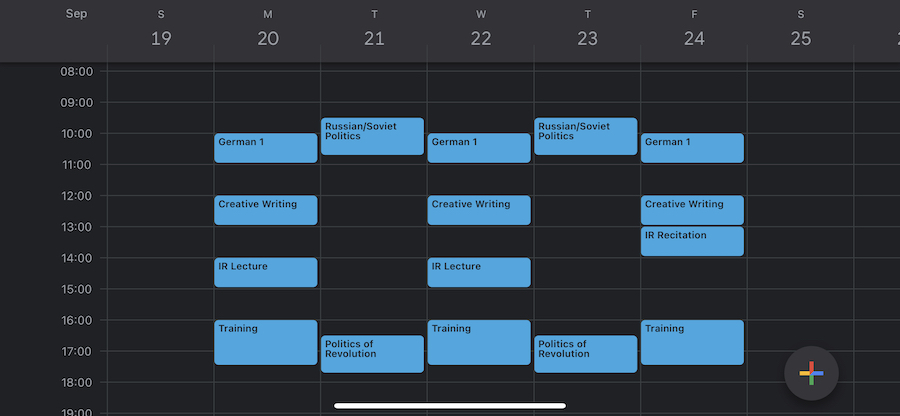 Sep
S M T W T F S
19 20 21 22 23 24 25
08:00
09:00
10:00
11:00
12:00
13:00
14:00
15:00
16:00
17:00
18:00
19:00
German 1
Creative Writing
IR Lecture
Training
Russian/Soviet
Politics
Politics of
Revolution
German 1
Creative Writing
IR Lecture
Training
Russian/Soviet
Politics
Politics of
Revolution
German 1
Creative Writing
IR Recitation
Training